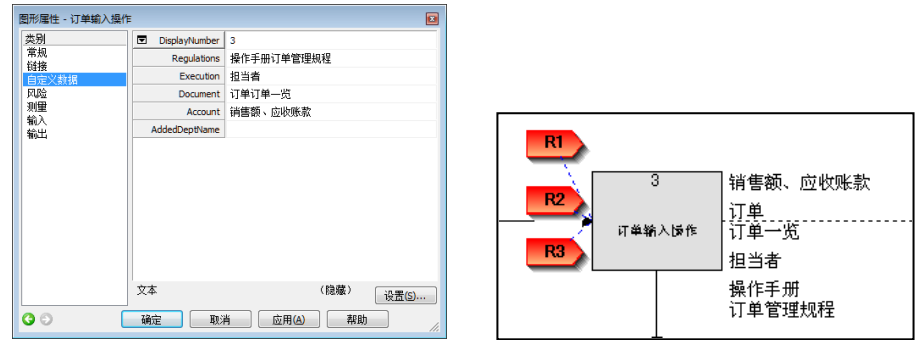 图形属性 - 订单输入操作
类别
常规
链接
自定义数据
风险
测量
输入
输出
DisplayNumber 3
Regulations 操作手册订单管理规程
Execution 担当者
Document 订单订单一览
Account 销售额、应收账款
AddedDeptName
文本 (隐藏) 设置(S)...
确定 取消 应用(A) 帮助
R1
R2
R3
3
订单输入操作
销售额、应收账款
订单
订单一览
担当者
操作手册
订单管理规程